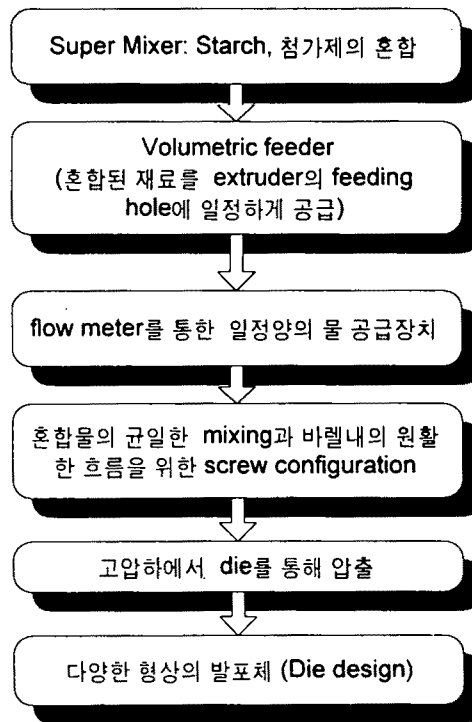 Super Mixer: Starch, 첨가제의 혼합
Volumetric feeder
(혼합된 재료를 extruder의 feeding
hole에 일정하게 공급)
flow meter를 통한 일정양의 물 공급장치
혼합물의 균일한 mixing과 바렐내의 원활
한 흐름을 위한 screw configuration
고압하에서 die를 통해 압출
다양한 형상의 발포체 (Die design)